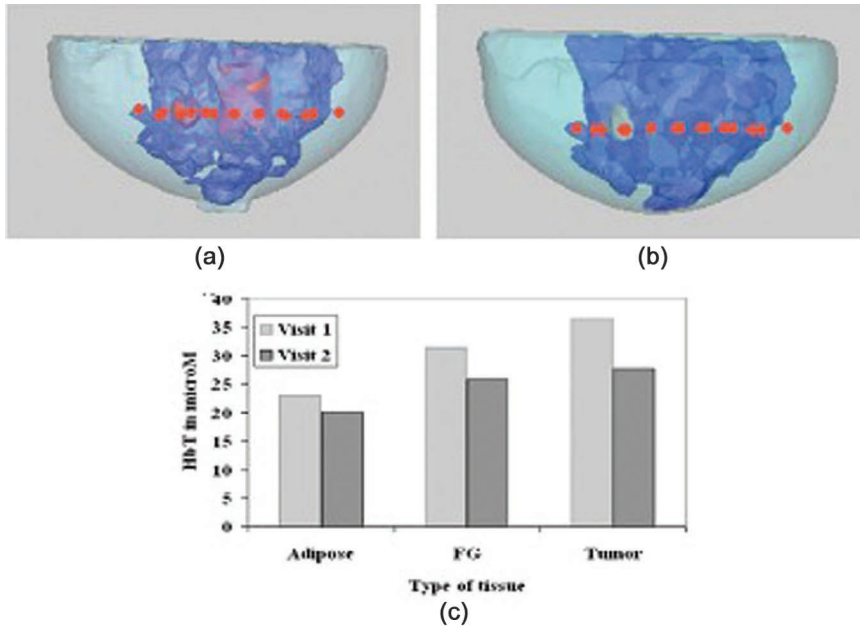 (a)
(b)
40
35
30
25
20
15
10
5
0
HbT in microM
Visit 1
Visit 2
Adipose
FG
Tumor
Type of tissue
(c)